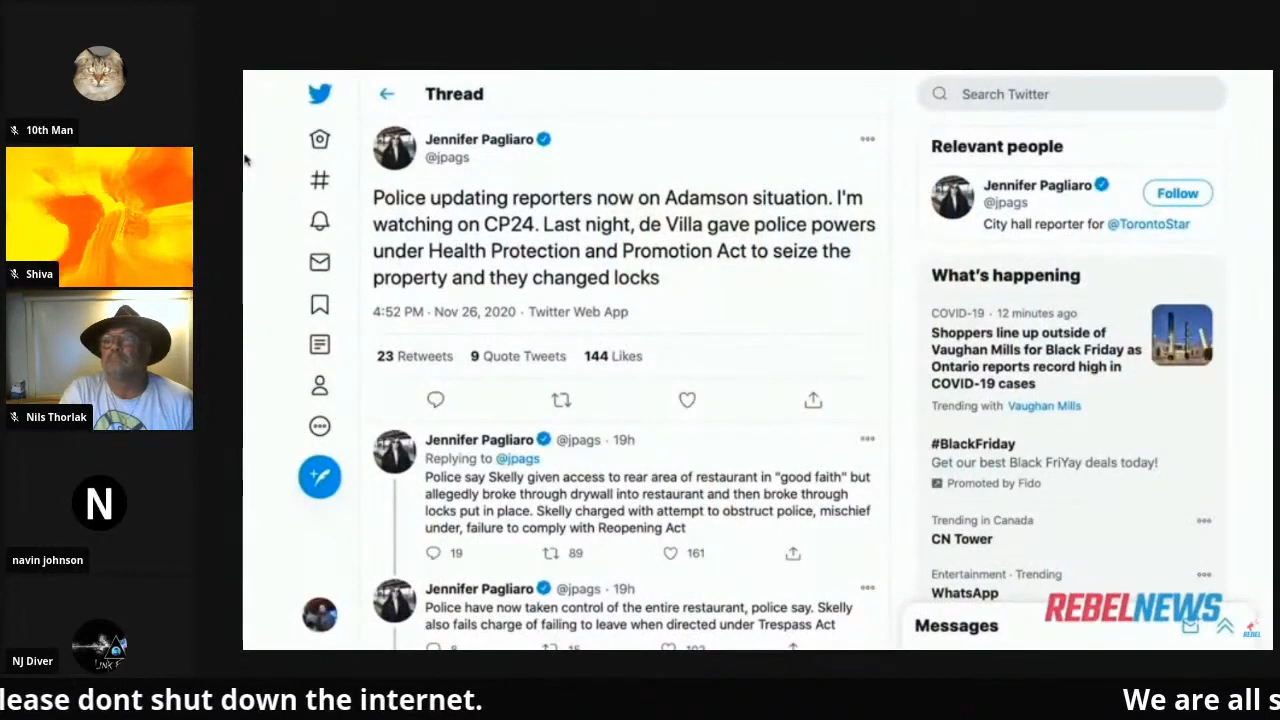 10th Man
Shiva
Nils Thorlak
N
navin johnson
NJ Diver
Thread
Jennifer Pagliaro
@jpags
Police updating reporters now on Adamson situation. I'm
watching on CP24. Last night, de Villa gave police powers
under Health Protection and Promotion Act to seize the
property and they changed locks
4:52 PM · Nov 26, 2020 · Twitter Web App
23 Retweets 9 Quote Tweets 144 Likes
Jennifer Pagliaro @jpags · 19h
Replying to @jpags
Police say Skelly given access to rear area of restaurant in "good faith" but
allegedly broke through drywall into restaurant and then broke through
locks put in place. Skelly charged with attempt to obstruct police, mischief
under, failure to comply with Reopening Act
19 89 161
Jennifer Pagliaro @jpags · 19h
Police have now taken control of the entire restaurant, police say. Skelly
also fails charge of failing to leave when directed under Trespass Act
Search Twitter
Relevant people
Jennifer Pagliaro
@jpags
Follow
City hall reporter for @TorontoStar
What's happening
COVID-19 · 12 minutes ago
Shoppers line up outside of
Vaughan Mills for Black Friday as
Ontario reports record high in
COVID-19 cases
Trending with Vaughan Mills
#BlackFriday
Get our best Black FriYay deals today!
Promoted by Fido
Trending in Canada
CN Tower
Entertainment · Trending
WhatsApp
REBELNEWS
Messages
REBEL
lease dont shut down the internet.
We are all s